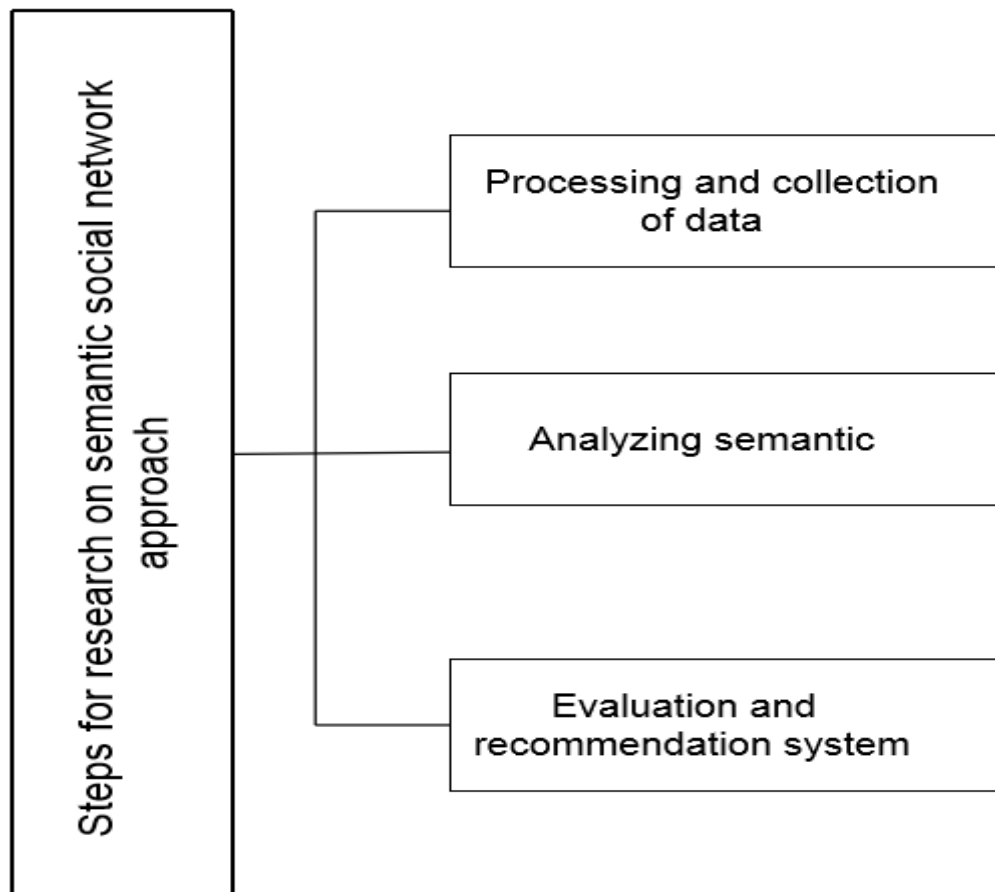 Steps for research on semantic social network
approach
Processing and collection
of data
Analyzing semantic
Evaluation and
recommendation system